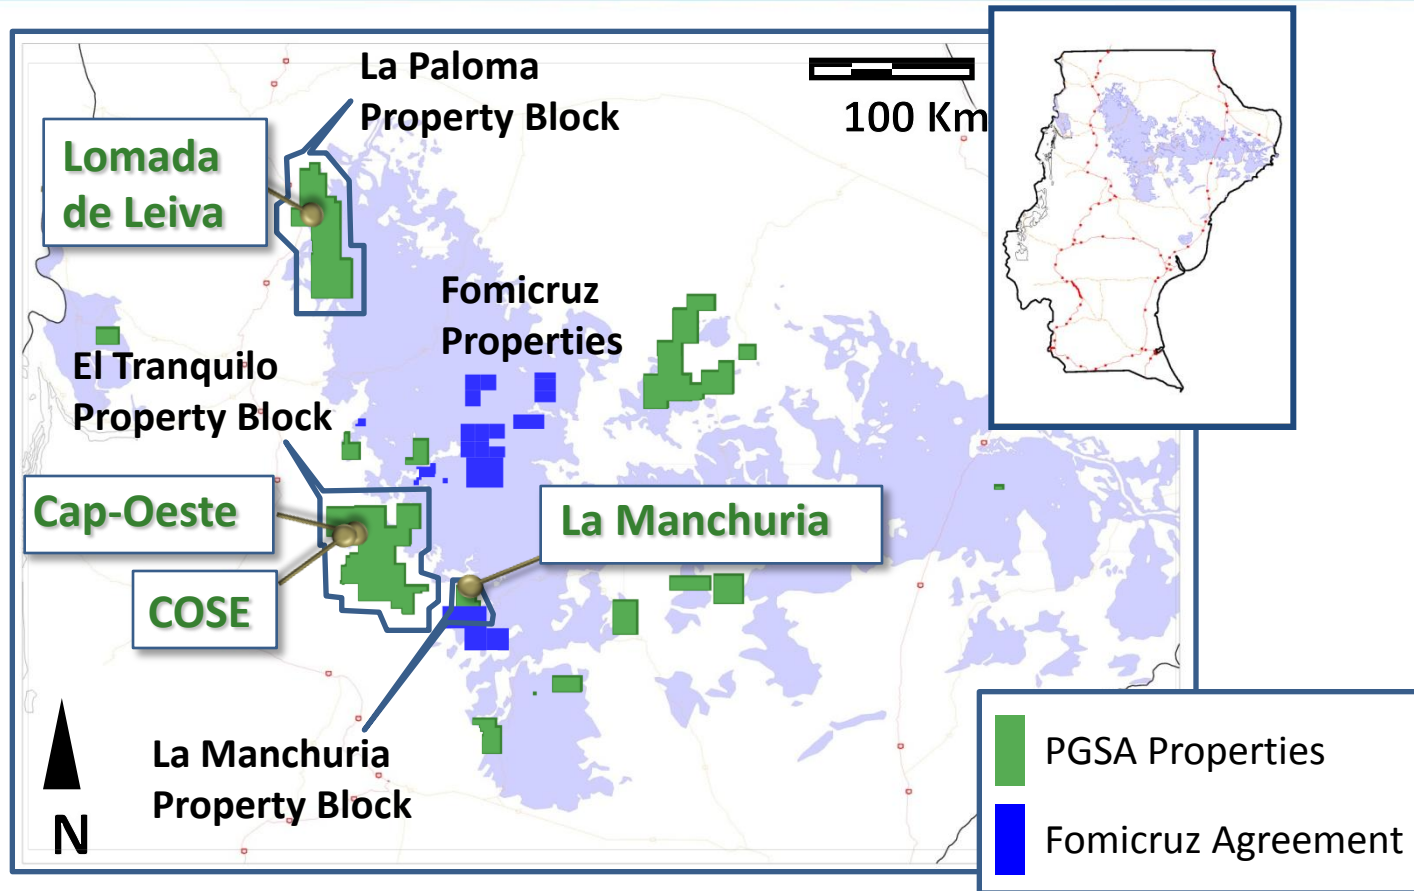 La Paloma
Property Block
100 Km
Lomada
de Leiva
Fomicruz
Properties
El Tranquilo
Property Block
Cap-Oeste
La Manchuria
COSE
La Manchuria
Property Block
N
PGSA Properties
Fomicruz Agreement